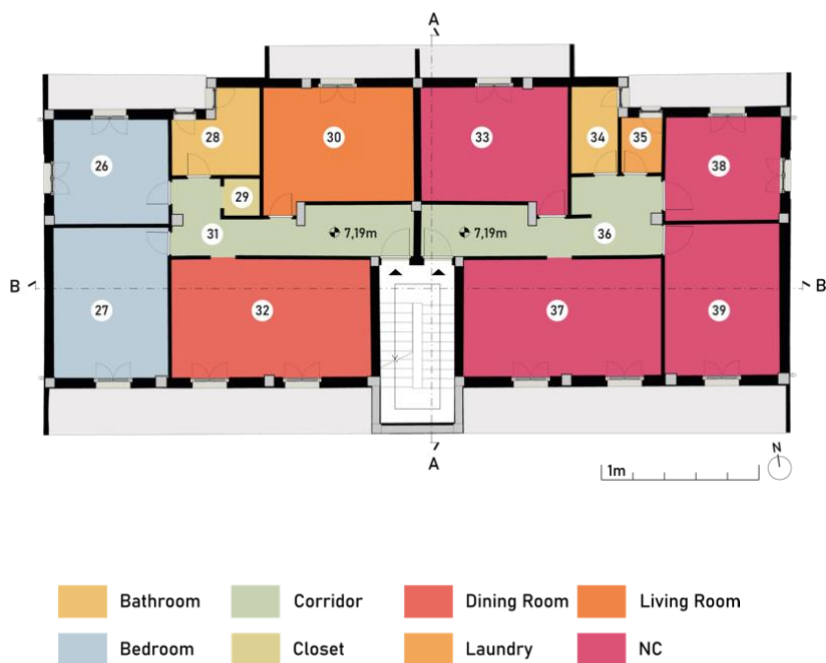 A
28
30
33
34
35
26
38
29
31
7,19m
7,19m
36
B
B
27
32
37
39
A
N
1m
Bathroom
Corridor
Dining Room
Living Room
Bedroom
Closet
Laundry
NC